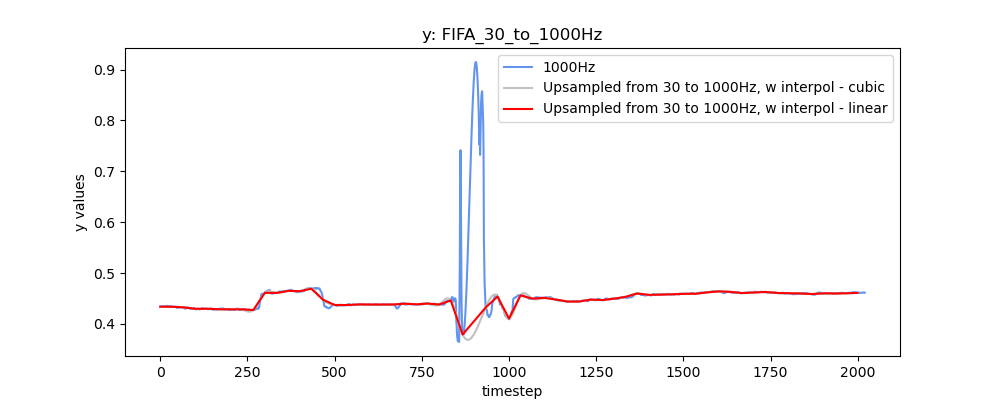 y: FIFA_30_to_1000Hz
1000Hz
Upsampled from 30 to 1000Hz, w interpol - cubic
Upsampled from 30 to 1000Hz, w interpol - linear
0.9
0.8
0.7
0.6
0.5
0.4
y values
0 250 500 750 1000 1250 1500 1750 2000
timestep